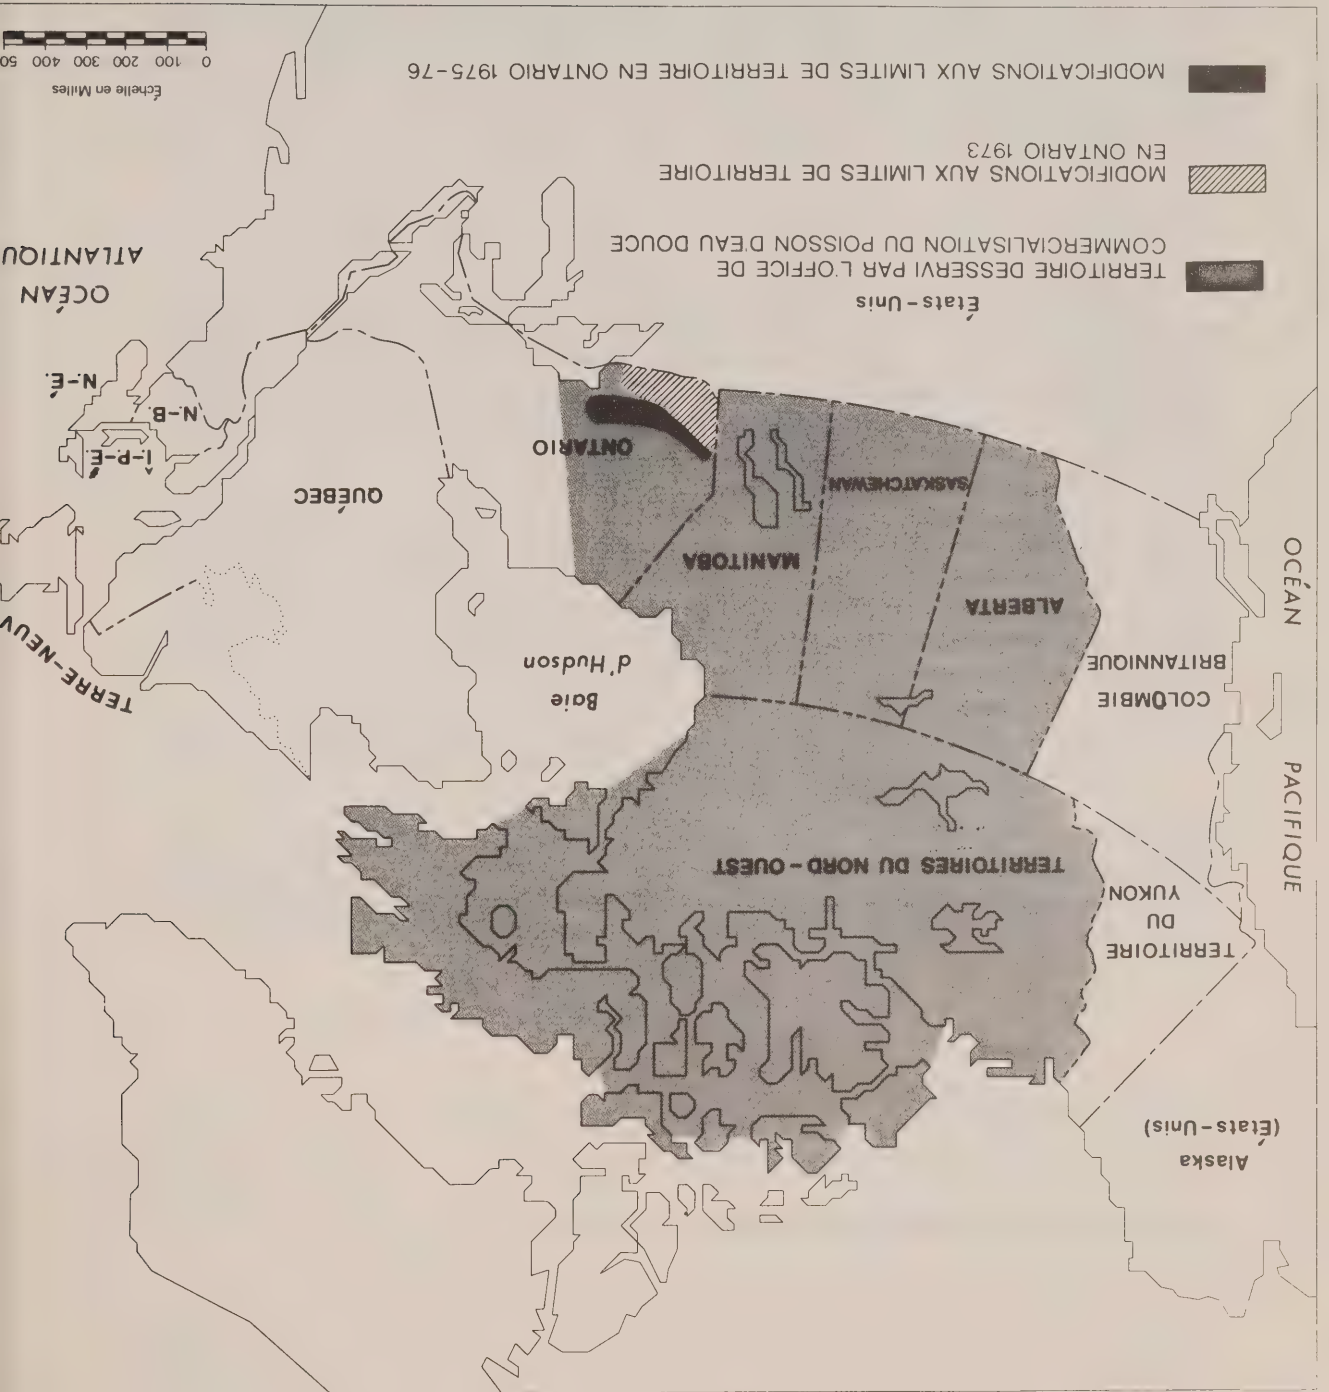 Alaska
(États-Unis)
TERRITOIRE
DU
YUKON
TERRITOIRES DU NORD-OUEST
OCÉAN PACIFIQUE
COLOMBIE
BRITANNIQUE
Baie
d'Hudson
TERRE-NEUV
ALBERTA
MANITOBA
SASKATCHEWAN
ONTARIO
QUÉBEC
Î.-P.-É.
N.-B.
N.-É.
OCÉAN
ATLANTIQU
États-Unis
TERRITOIRE DESSERVI PAR L'OFFICE DE
COMMERCIALISATION DU POISSON D'EAU DOUCE
MODIFICATIONS AUX LIMITES DE TERRITOIRE
EN ONTARIO 1973
MODIFICATIONS AUX LIMITES DE TERRITOIRE EN ONTARIO 1975-76
Échelle en Milles
0 100 200 300 400 50